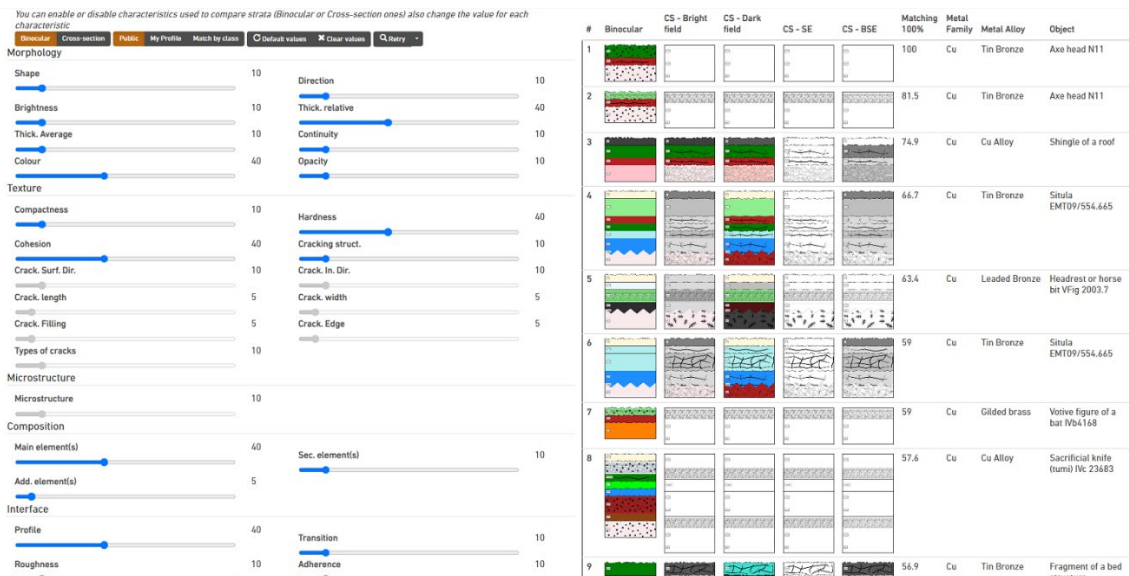 You can enable or disable characteristics used to compare strata (Binocular or Cross-section ones) also change the value for each
characteristic
Binocular Cross-section Public My Profile Match by class Default values Clear values Retry
Morphology
Shape 10
Direction 10
Brightness 10
Thick. relative 40
Thick. Average 10
Continuity 10
Colour 40
Opacity 10
Texture
Compactness 10
Hardness 40
Cohesion 40
Cracking struct. 10
Crack. Surf. Dir. 10
Crack. In. Dir. 10
Crack. length 5
Crack. width 5
Crack. Filling 5
Crack. Edge 5
Types of cracks 10
Microstructure
Microstructure 10
Composition
Main element(s) 40
Sec. element(s) 10
Add. element(s) 5
Interface
Profile 40
Transition 10
Roughness 10
Adherence 10
# Binocular CS - Bright field CS - Dark field CS - SE CS - BSE Matching 100% Metal Family Metal Alloy Object
1 100 Cu Tin Bronze Axe head N11
2 81.5 Cu Tin Bronze Axe head N11
3 74.9 Cu Cu Alloy Shingle of a roof
4 66.7 Cu Tin Bronze Situla
EMT09/554.665
5 63.4 Cu Leaded Bronze Headrest or horse
bit VFig 2003.7
6 59 Cu Tin Bronze Situla
EMT09/554.665
7 59 Cu Gilded brass Votive figure of a
bat IVb4168
8 57.6 Cu Cu Alloy Sacrificial knife
(tumi) IVc 23683
9 56.9 Cu Tin Bronze Fragment of a bed